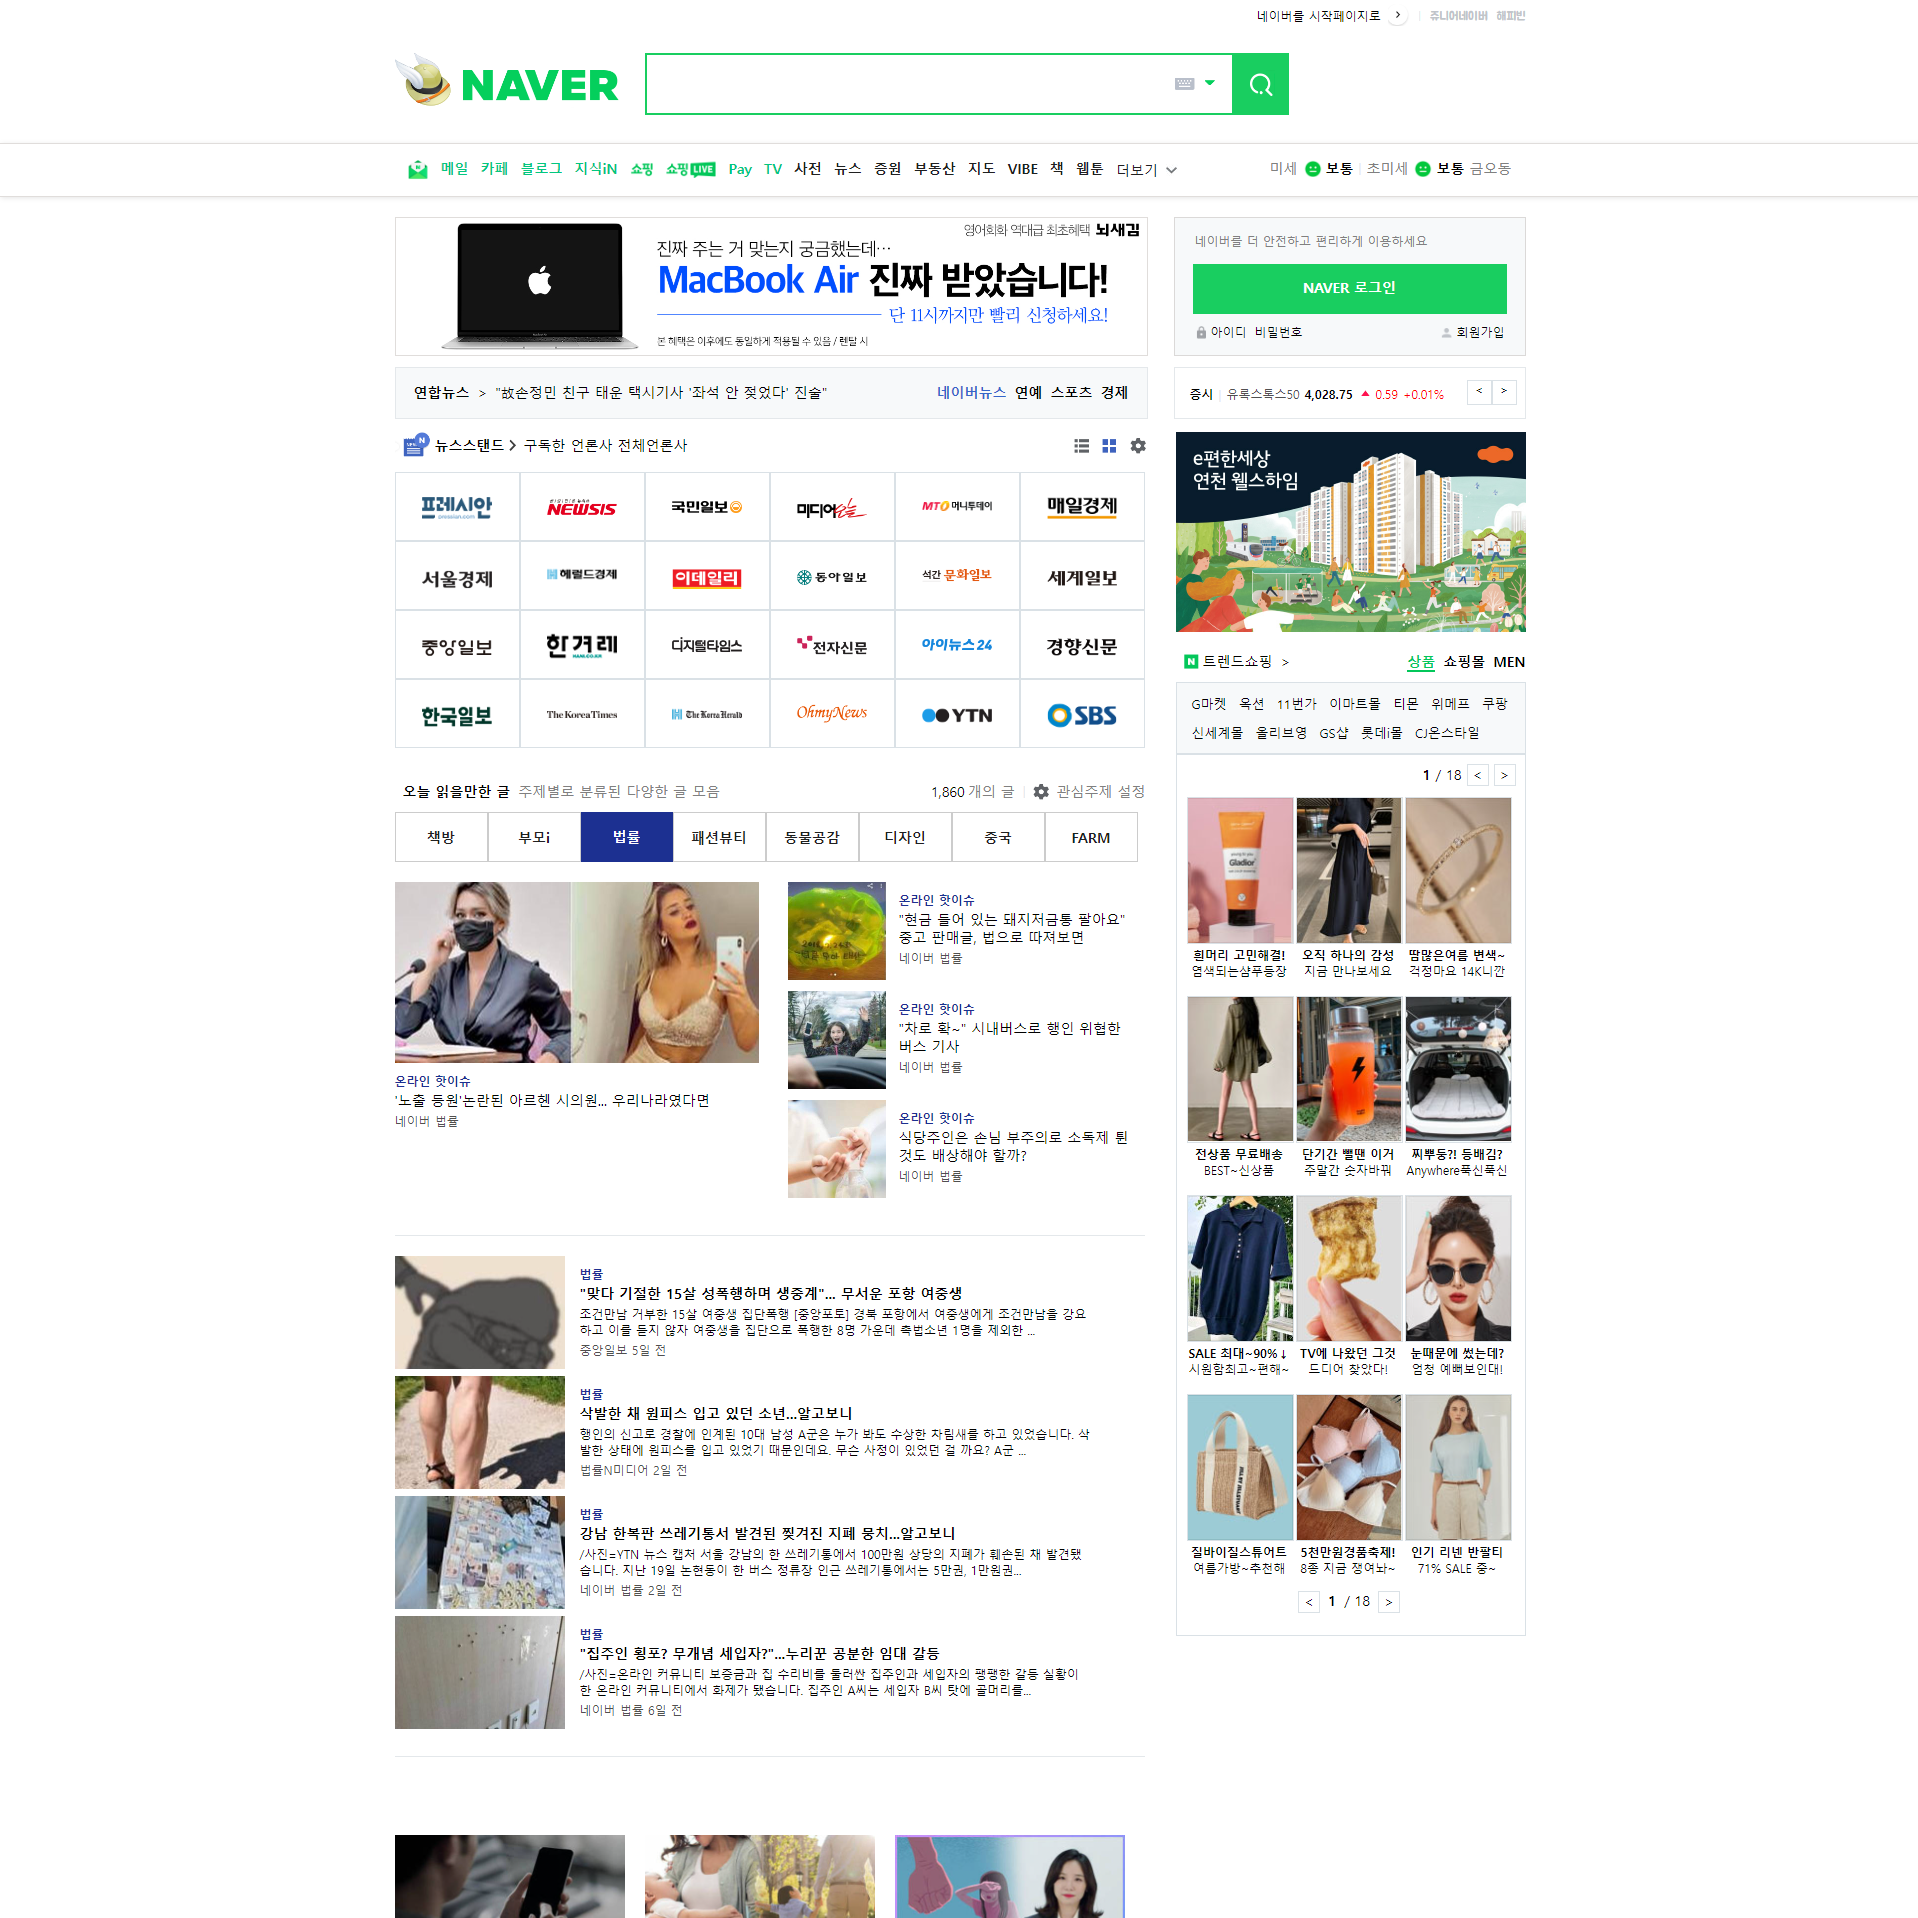 네이버를 시작페이지로
쥬니어네이버 해피빈
NAVER
메일 카페 블로그 지식iN 쇼핑 쇼핑LIVE Pay TV 사전 뉴스 증권 부동산 지도 VIBE 책 웹툰 더보기
미세 보통 초미세 보통 금오동
영어회화 역대급 최초혜택 뇌새김
진짜 주는 거 맞는지 궁금했는데…
MacBook Air 진짜 받았습니다!
단 11시까지만 빨리 신청하세요!
본 혜택은 이후에도 동일하게 적용될 수 있음 / 렌탈 시
네이버를 더 안전하고 편리하게 이용하세요
NAVER 로그인
아이디 비밀번호
회원가입
연합뉴스 > "故손정민 친구 태운 택시기사 '좌석 안 젖었다' 진술"
네이버뉴스 연예 스포츠 경제
증시 유록스톡스50 4,028.75 0.59 +0.01% < >
뉴스스탠드 구독한 언론사 전체언론사
프레시안 NEWSIS 국민일보 미디어오늘 MT머니투데이 매일경제
서울경제 헤럴드경제 이데일리 동아일보 석간 문화일보 세계일보
중앙일보 한겨레 디지털타임스 전자신문 아이뉴스24 경향신문
한국일보 The Korea Times The Korea Herald OhmyNews YTN SBS
e편한세상
연천 웰스하임
트렌드쇼핑 >
상품 쇼핑몰 MEN
G마켓 옥션 11번가 이마트몰 티몬 위메프 쿠팡
신세계몰 올리브영 GS샵 롯데i몰 CJ온스타일
1 / 18 < >
오늘 읽을만한 글 주제별로 분류된 다양한 글 모음
1,860 개의 글 관심주제 설정
책방 부모i 법률 패션뷰티 동물공감 디자인 중국 FARM
온라인 핫이슈
'노출 등원'논란된 아르헨 시의원... 우리나라였다면
네이버 법률
온라인 핫이슈
"현금 들어 있는 돼지저금통 팔아요"
중고 판매글, 법으로 따져보면
네이버 법률
온라인 핫이슈
"차로 확~" 시내버스로 행인 위협한
버스 기사
네이버 법률
온라인 핫이슈
식당주인은 손님 부주의로 소독제 튄
것도 배상해야 할까?
네이버 법률
법률
"맞다 기절한 15살 성폭행하며 생중계"... 무서운 포항 여중생
조건만남 거부한 15살 여중생 집단폭행 [중앙포토] 경북 포항에서 여중생에게 조건만남을 강요
하고 이를 듣지 않자 여중생을 집단으로 폭행한 8명 가운데 촉법소년 1명을 제외한 ...
중앙일보 5일 전
법률
삭발한 채 원피스 입고 있던 소년...알고보니
행인의 신고로 경찰에 인계된 10대 남성 A군은 누가 봐도 수상한 차림새를 하고 있었습니다. 삭
발한 상태에 원피스를 입고 있었기 때문인데요. 무슨 사정이 있었던 걸 까요? A군 ...
법률N미디어 2일 전
법률
강남 한복판 쓰레기통서 발견된 찢겨진 지폐 뭉치...알고보니
/사진=YTN 뉴스 캡처 서울 강남의 한 쓰레기통에서 100만원 상당의 지폐가 훼손된 채 발견됐
습니다. 지난 19일 논현동이 한 버스 정류장 인근 쓰레기통에서는 5만권, 1만원권...
네이버 법률 2일 전
법률
"집주인 횡포? 무개념 세입자?"...누리꾼 공분한 임대 갈등
/사진=온라인 커뮤니티 보증금과 집 수리비를 둘러싼 집주인과 세입자의 팽팽한 갈등 실황이
한 온라인 커뮤니티에서 화제가 됐습니다. 집주인 A씨는 세입자 B씨 탓에 골머리를...
네이버 법률 6일 전
Gladior
흰머리 고민해결! 오직 하나의 감성 땀많은여름 변색~
염색되는샴푸등장 지금 만나보세요 걱정마요 14K니깐
전상품 무료배송 단기간 뺄땐 이거 찌뿌둥?! 등배김?
BEST~신상품 주말간 숫자바꿔 Anywhere푹신푹신
SALE 최대~90%↓ TV에 나왔던 그것 눈때문에 썼는데?
시원함최고~편해~ 드디어 찾았다! 엄청 예뻐보인대!
질바이질스튜어트 5천만원경품축제! 인기 리넨 반팔티
여름가방~추천해 8종 지금 쟁여놔~ 71% SALE 중~
< 1 / 18 >